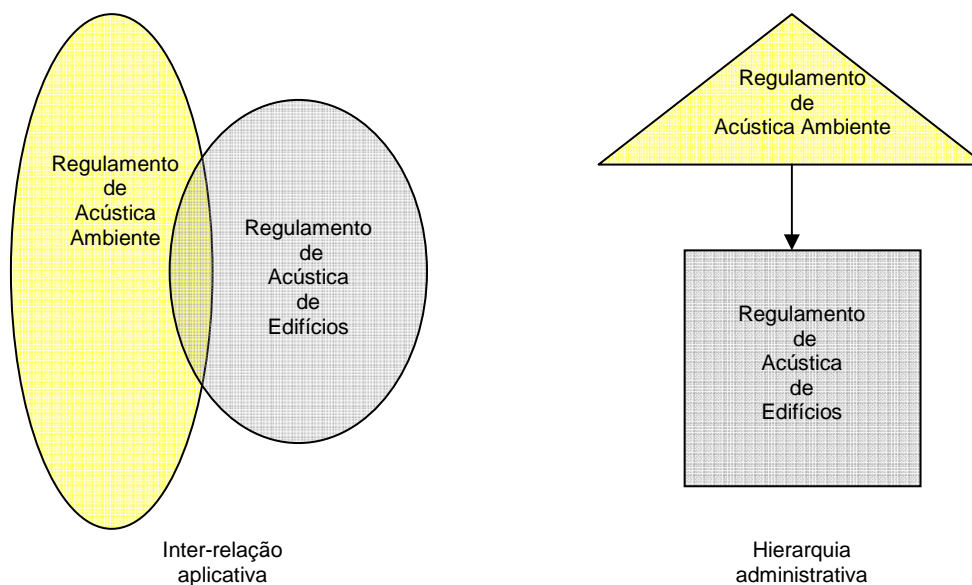 Regulamento
de
Acústica
Ambiente
Regulamento
de
Acústica
de
Edifícios
Inter-relação
aplicativa
Regulamento
de
Acústica Ambiente
Regulamento
de
Acústica
de
Edifícios
Hierarquia
administrativa